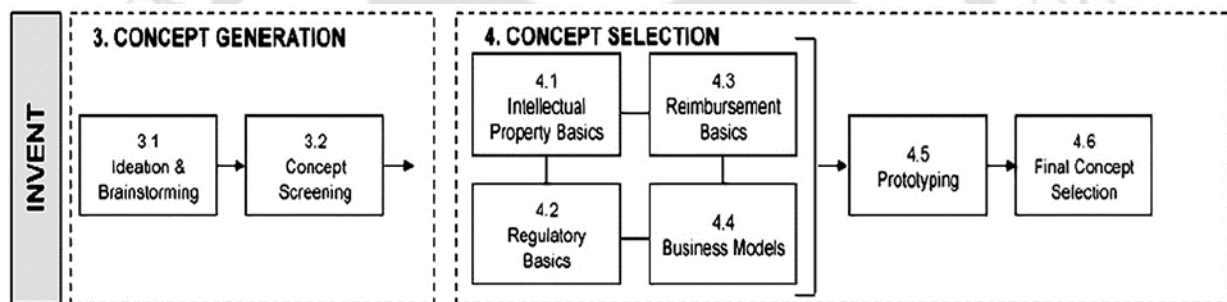 INVENT
3. CONCEPT GENERATION
3.1
Ideation &
Brainstorming
3.2
Concept
Screening
4. CONCEPT SELECTION
4.1
Intellectual
Property Basics
4.3
Reimbursement
Basics
4.2
Regulatory
Basics
4.4
Business Models
4.5
Prototyping
4.6
Final Concept
Selection